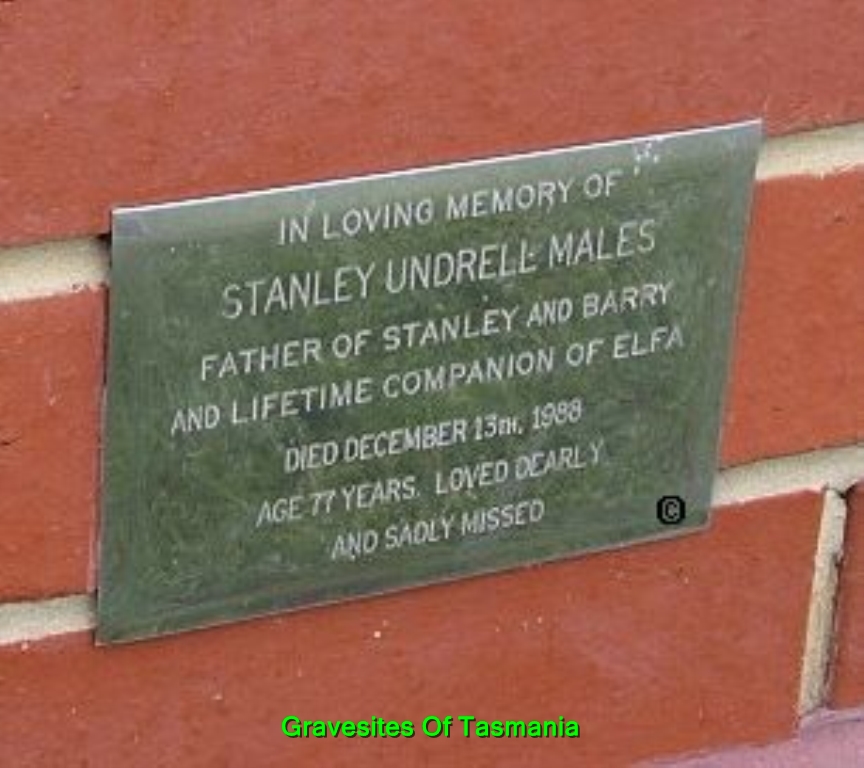 IN LOVING MEMORY OF
STANLEY UNDRELL MALES
FATHER OF STANLEY AND BARRY
AND LIFETIME COMPANION OF ELFA
DIED DECEMBER 13TH, 1988
AGE 77 YEARS. LOVED DEARLY
AND SADLY MISSED
©
Gravesites Of Tasmania